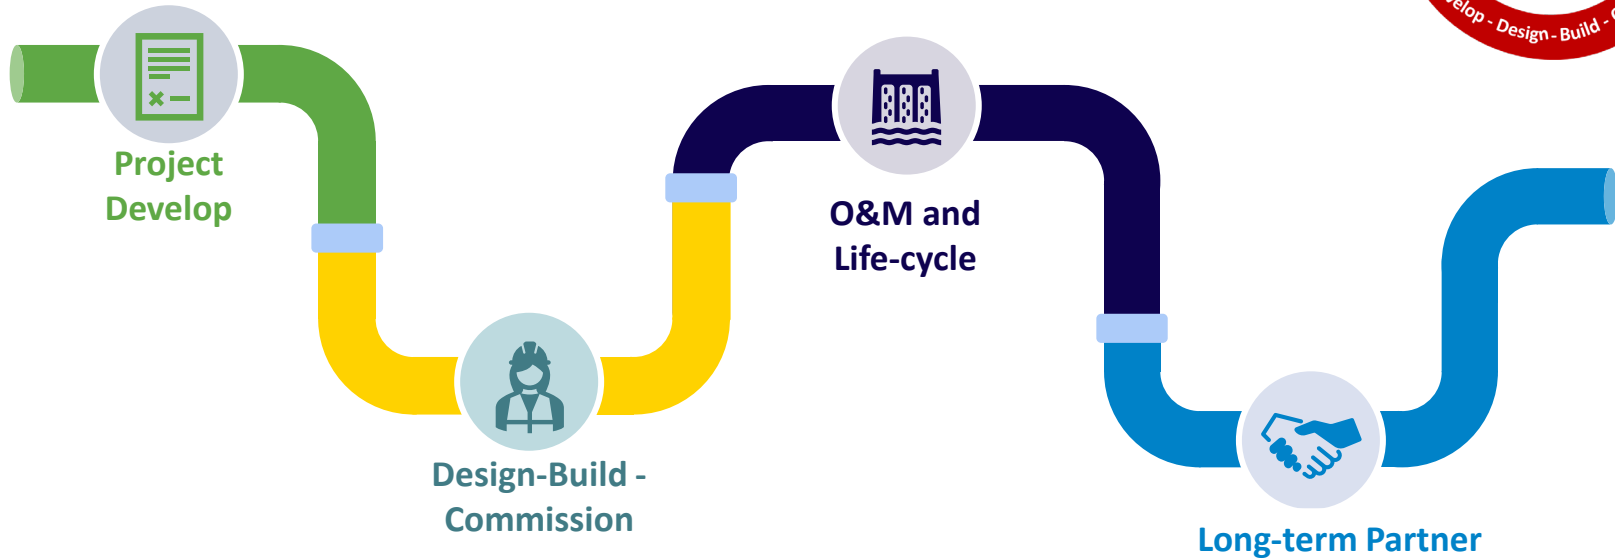 Design - Build -
Project
Develop
O&M and
Life-cycle
Design-Build -
Commission
Long-term Partner